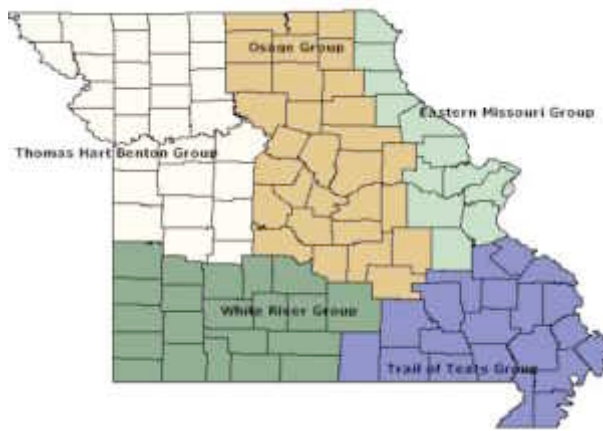 Osage Group
Eastern Missouri Group
Thomas Hart Benton Group
White River Group
Trail of Tears Group